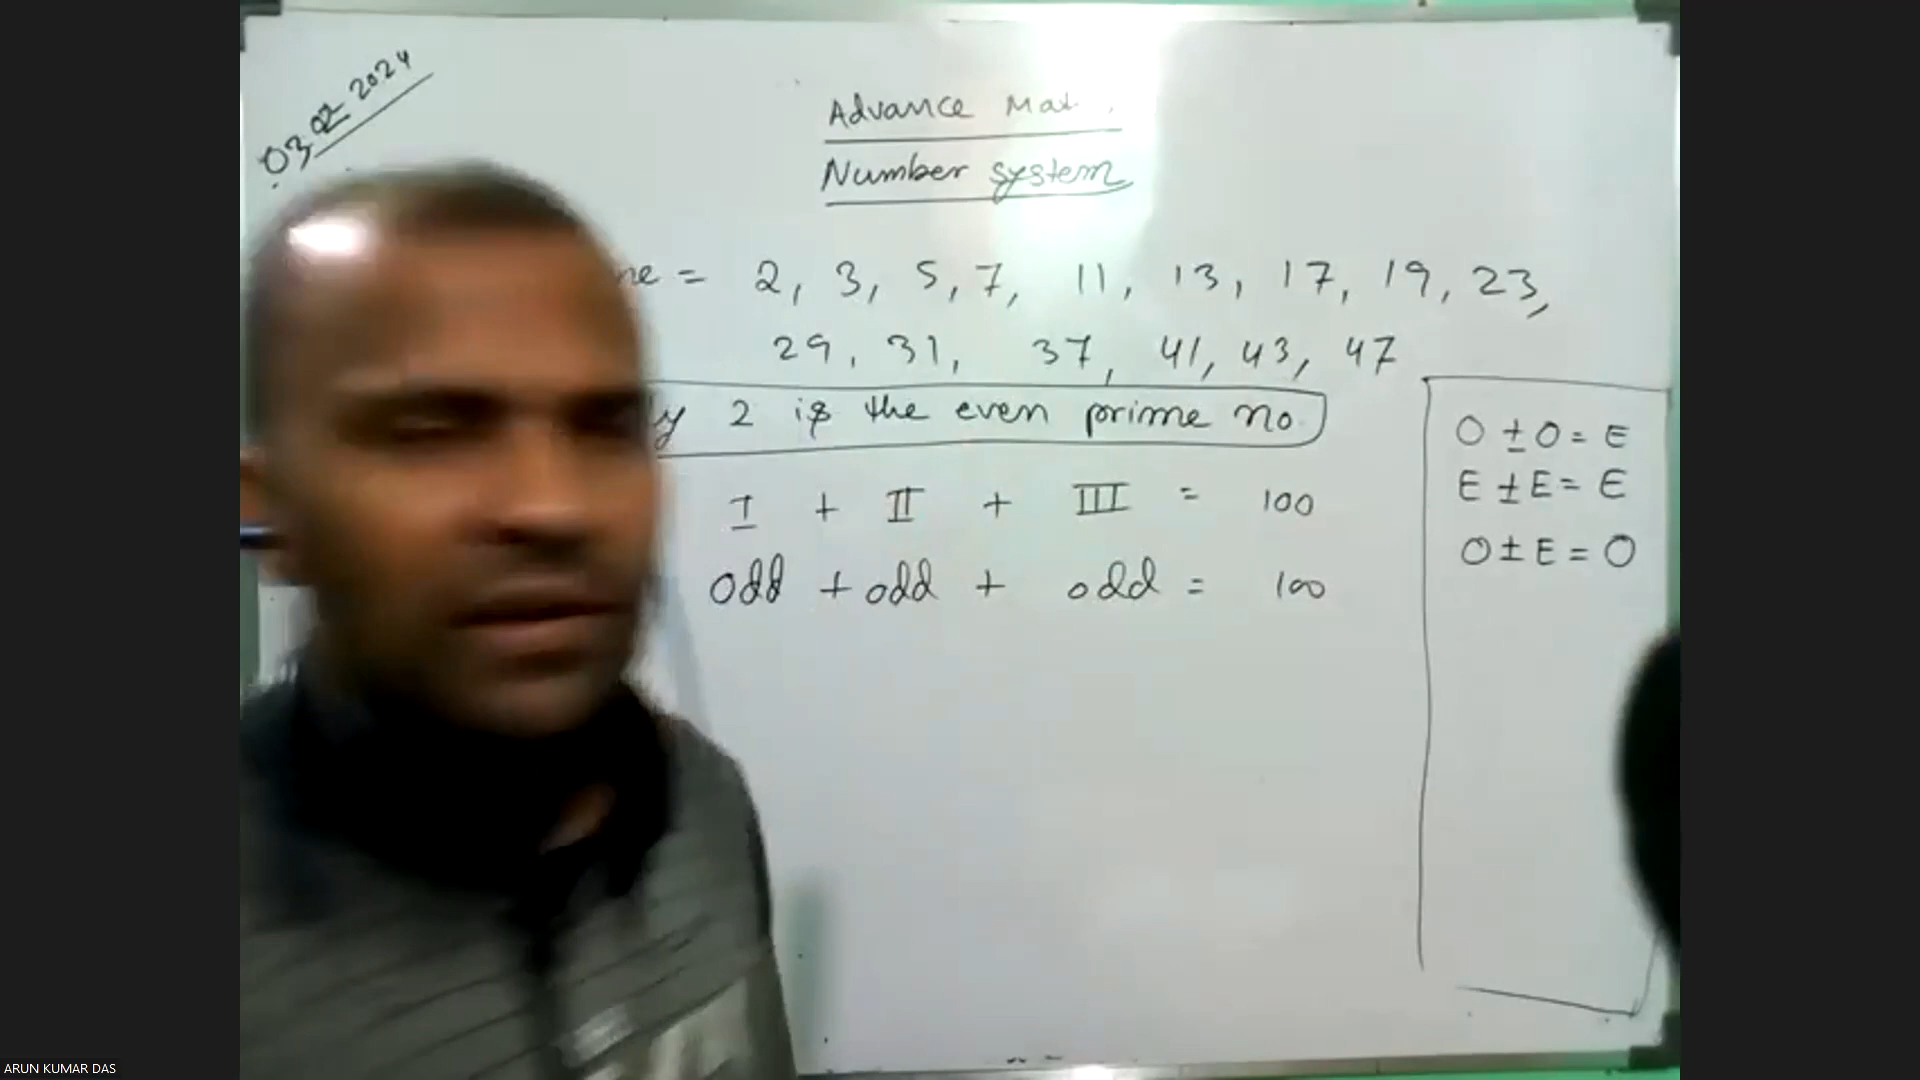 03.02 2024
Advance Mat
Number system
ne = 2, 3, 5, 7, 11, 13, 17, 19, 23,
29, 31, 37, 41, 43, 47
y 2 is the even prime no.
I + II + III = 100
odd + odd + odd = 100
O ± O = E
E ± E = E
O ± E = O
ARUN KUMAR DAS